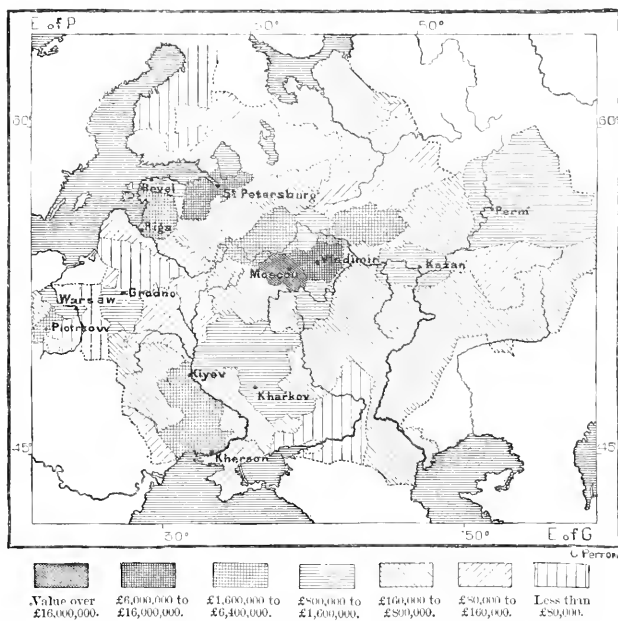 E of P 30° 50°
60° 60°
Revel
St Petersburg
Riga
Perm
Vladimir
Moscou
Kazan
Grodno
Warsaw
Piotrkow
Kiyev
Kharkov
45° 45°
Kherson
30° 50° E of G
C Perron
Value over £16,000,000.
£6,000,000 to £16,000,000.
£1,600,000 to £6,400,000.
£800,000 to £1,600,000.
£160,000 to £800,000.
£80,000 to £160,000.
Less than £80,000.